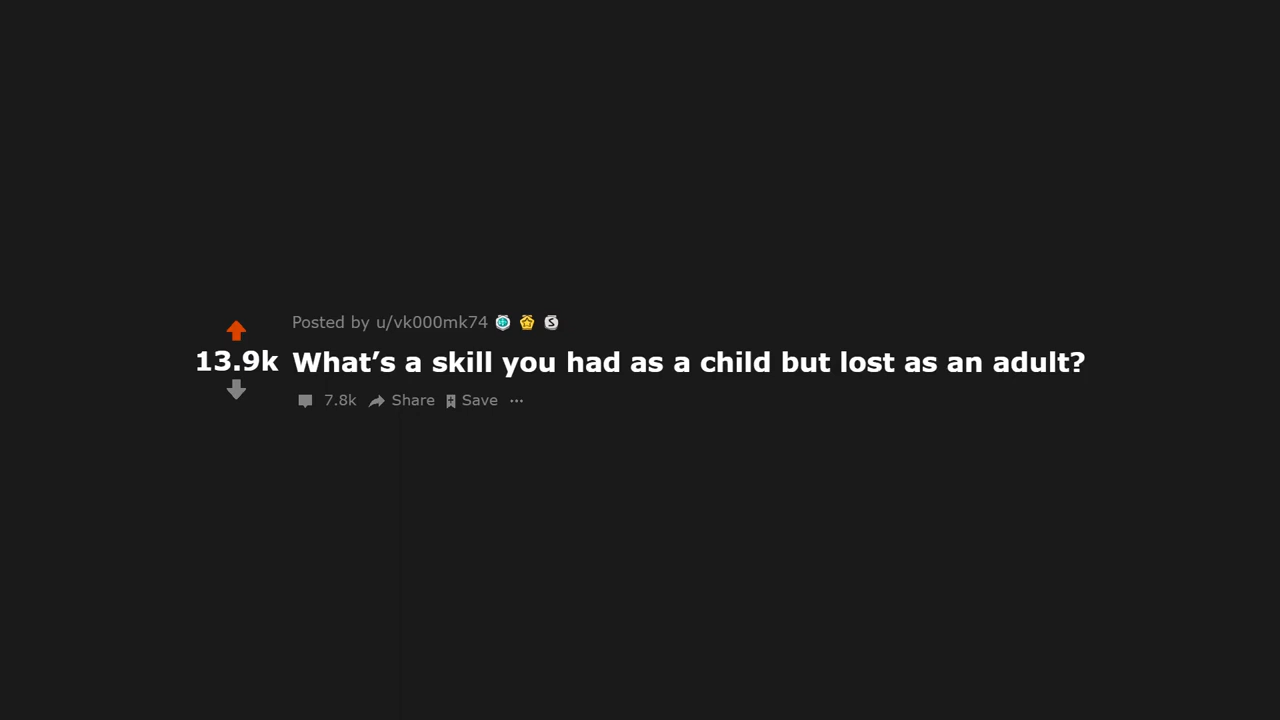 Posted by u/vk000mk74
13.9k What’s a skill you had as a child but lost as an adult?
7.8k Share Save ···